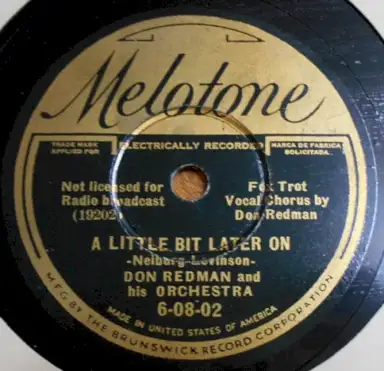 Melotone
TRADE MARK
APPLIED FOR
ELECTRICALLY RECORDED
MARCA DE FABRICA
SOLICITADA.
Not licensed for
Radio broadcast
(19202)
Fox Trot
Vocal Chorus by
Don Redman
A LITTLE BIT LATER ON
-Neiburg Levinson-
DON REDMAN and
his ORCHESTRA
6-08-02
MADE IN UNITED STATES OF AMERICA
MFG BY THE BRUNSWICK RECORD CORPORATION